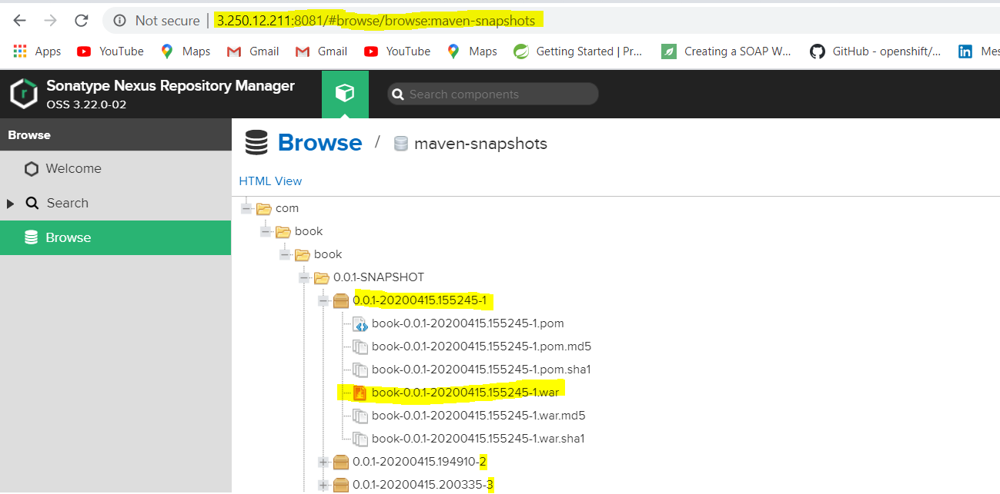 Not secure | 3.250.12.211:8081/#browse/browse:maven-snapshots
Apps YouTube Maps Gmail Gmail YouTube Maps Getting Started | Pr... Creating a SOAP W... GitHub - openshift/... Mes
Sonatype Nexus Repository Manager
OSS 3.22.0-02
Search components
Browse
Welcome
Search
Browse
Browse / maven-snapshots
HTML View
com
book
book
0.0.1-SNAPSHOT
0.0.1-20200415.155245-1
book-0.0.1-20200415.155245-1.pom
book-0.0.1-20200415.155245-1.pom.md5
book-0.0.1-20200415.155245-1.pom.sha1
book-0.0.1-20200415.155245-1.war
book-0.0.1-20200415.155245-1.war.md5
book-0.0.1-20200415.155245-1.war.sha1
0.0.1-20200415.194910-2
0.0.1-20200415.200335-3